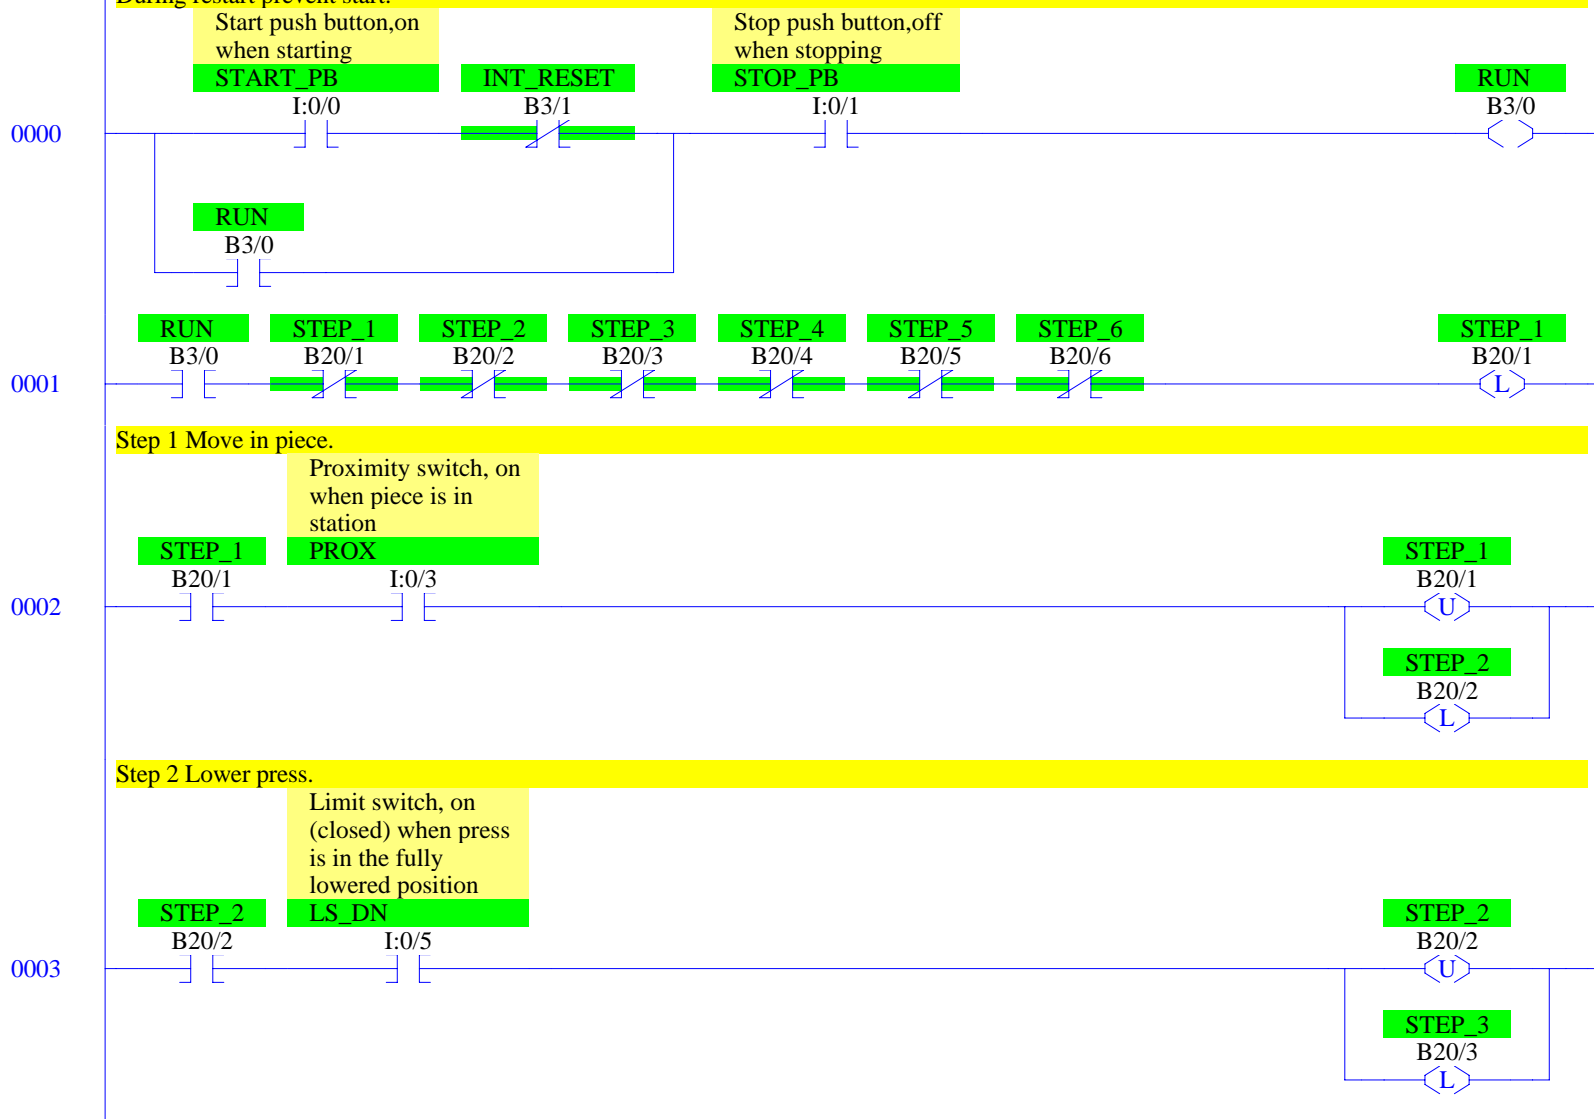 During restart prevent start.
Start push button,on
when starting
Stop push button,off
when stopping
START_PB INT_RESET STOP_PB RUN
I:0/0 B3/1 I:0/1 B3/0
0000
RUN
B3/0
RUN STEP_1 STEP_2 STEP_3 STEP_4 STEP_5 STEP_6 STEP_1
B3/0 B20/1 B20/2 B20/3 B20/4 B20/5 B20/6 B20/1
0001 L
Step 1 Move in piece.
Proximity switch, on
when piece is in
station
STEP_1 PROX STEP_1
B20/1 I:0/3 B20/1
0002 U
STEP_2
B20/2
L
Step 2 Lower press.
Limit switch, on
(closed) when press
is in the fully
lowered position
STEP_2 LS_DN STEP_2
B20/2 I:0/5 B20/2
0003 U
STEP_3
B20/3
L